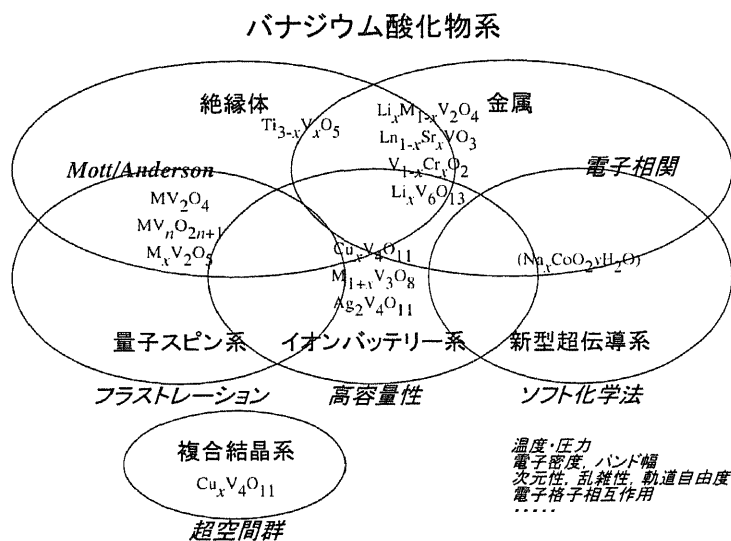 バナジウム酸化物系
絶縁体
金属
Ti3-xVxO5
LixM1-xV2O4
Ln1-xSrxVO3
V1-xCrxO2
LixV6O13
Mott/Anderson
電子相関
MV2O4
MVnO2n+1
MxV2O5
CuxV4O11
M1+xV3O8
Ag2V4O11
(NaxCoO2yH2O)
量子スピン系
イオンバッテリー系
新型超伝導系
フラストレーション
高容量性
ソフト化学法
複合結晶系
CuxV4O11
超空間群
温度・圧力
電子密度, バンド幅
次元性, 乱雑性, 軌道自由度
電子格子相互作用
・・・・・